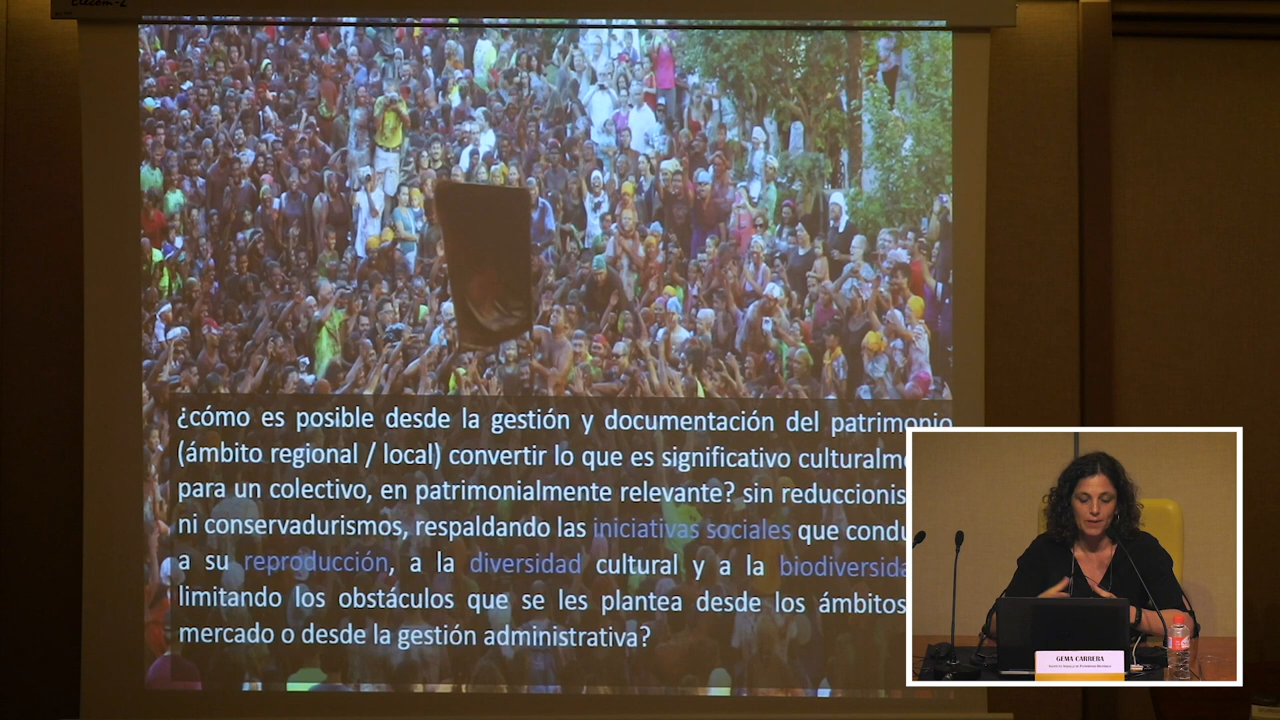 ¿cómo es posible desde la gestión y documentación del patrimonio
(ámbito regional / local) convertir lo que es significativo culturalme
para un colectivo, en patrimonialmente relevante? sin reduccionis
ni conservadurismos, respaldando las iniciativas sociales que condu
a su reproducción, a la diversidad cultural y a la biodiversida
limitando los obstáculos que se les plantea desde los ámbitos
mercado o desde la gestión administrativa?
GEMA CARRERA